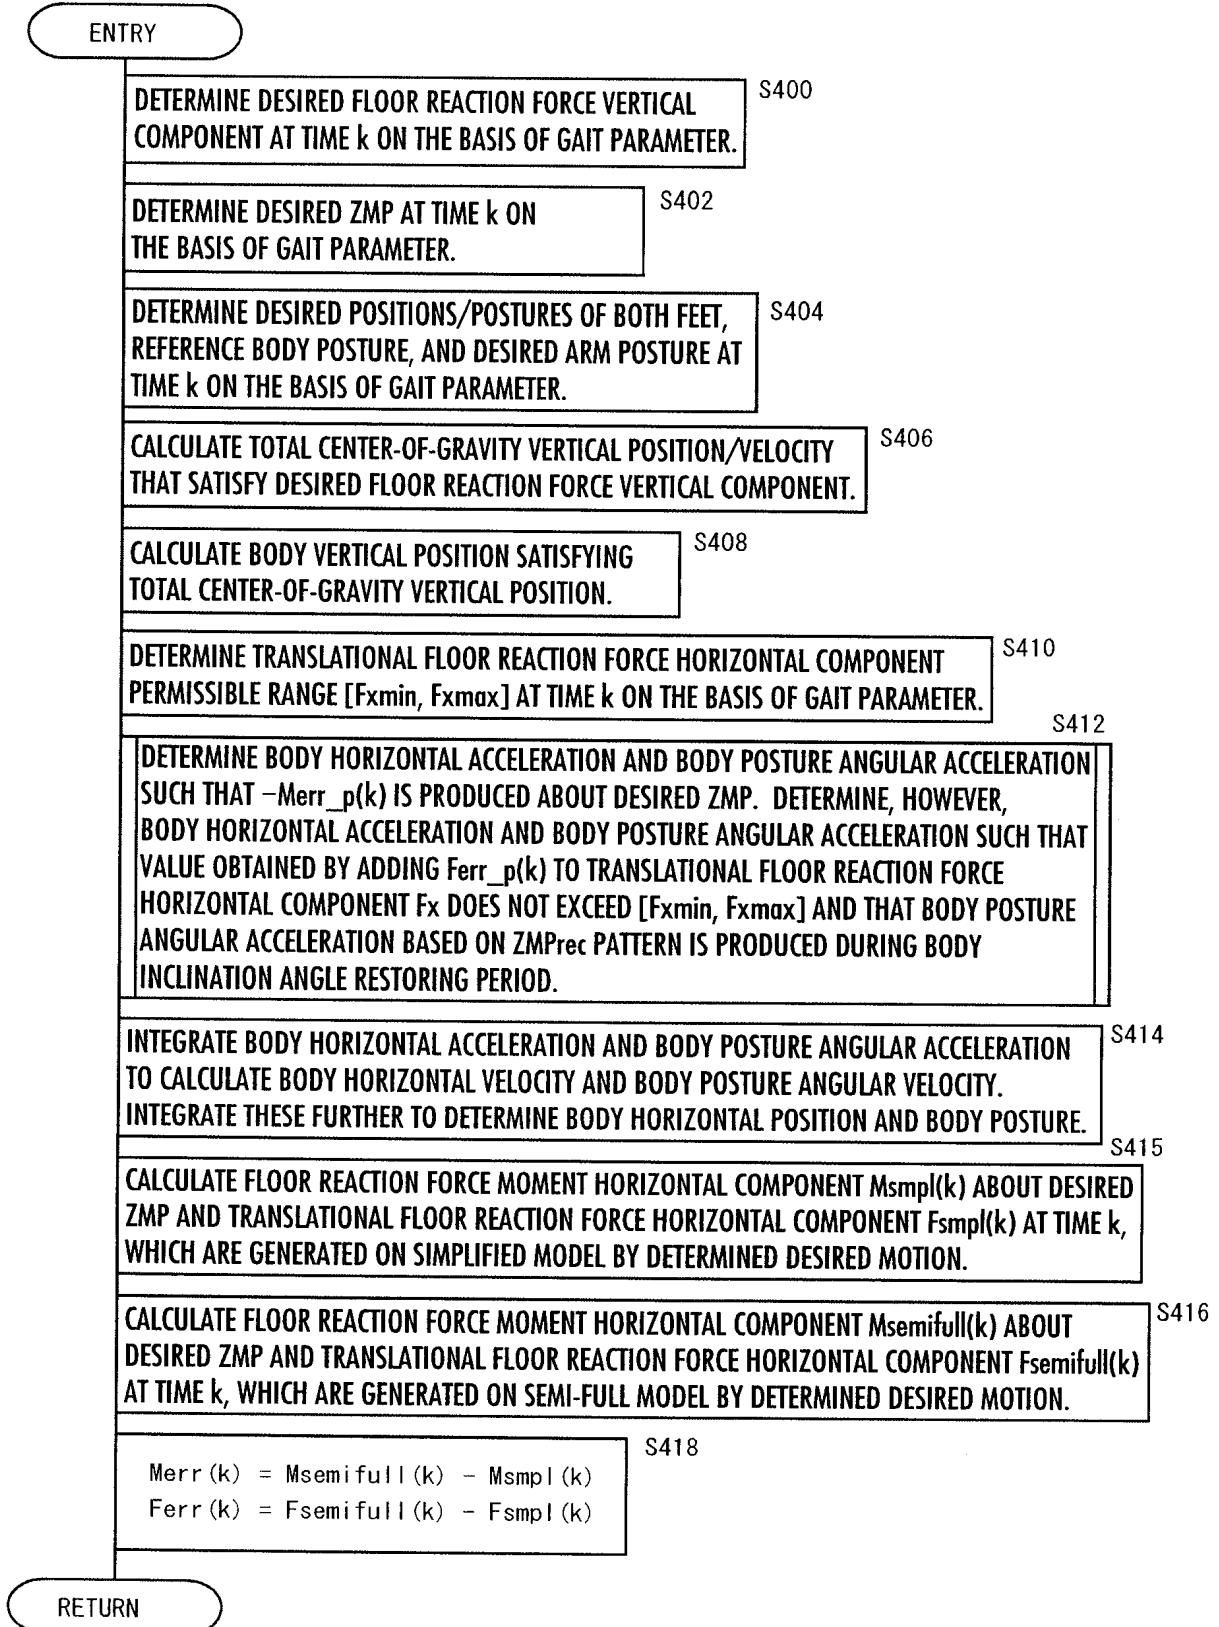 ENTRY
S400
DETERMINE DESIRED FLOOR REACTION FORCE VERTICAL
COMPONENT AT TIME k ON THE BASIS OF GAIT PARAMETER.
S402
DETERMINE DESIRED ZMP AT TIME k ON
THE BASIS OF GAIT PARAMETER.
S404
DETERMINE DESIRED POSITIONS/POSTURES OF BOTH FEET,
REFERENCE BODY POSTURE, AND DESIRED ARM POSTURE AT
TIME k ON THE BASIS OF GAIT PARAMETER.
S406
CALCULATE TOTAL CENTER-OF-GRAVITY VERTICAL POSITION/VELOCITY
THAT SATISFY DESIRED FLOOR REACTION FORCE VERTICAL COMPONENT.
S408
CALCULATE BODY VERTICAL POSITION SATISFYING
TOTAL CENTER-OF-GRAVITY VERTICAL POSITION.
S410
DETERMINE TRANSLATIONAL FLOOR REACTION FORCE HORIZONTAL COMPONENT
PERMISSIBLE RANGE [Fxmin, Fxmax] AT TIME k ON THE BASIS OF GAIT PARAMETER.
S412
DETERMINE BODY HORIZONTAL ACCELERATION AND BODY POSTURE ANGULAR ACCELERATION
SUCH THAT −Merr_p(k) IS PRODUCED ABOUT DESIRED ZMP. DETERMINE, HOWEVER,
BODY HORIZONTAL ACCELERATION AND BODY POSTURE ANGULAR ACCELERATION SUCH THAT
VALUE OBTAINED BY ADDING Ferr_p(k) TO TRANSLATIONAL FLOOR REACTION FORCE
HORIZONTAL COMPONENT Fx DOES NOT EXCEED [Fxmin, Fxmax] AND THAT BODY POSTURE
ANGULAR ACCELERATION BASED ON ZMPrec PATTERN IS PRODUCED DURING BODY
INCLINATION ANGLE RESTORING PERIOD.
S414
INTEGRATE BODY HORIZONTAL ACCELERATION AND BODY POSTURE ANGULAR ACCELERATION
TO CALCULATE BODY HORIZONTAL VELOCITY AND BODY POSTURE ANGULAR VELOCITY.
INTEGRATE THESE FURTHER TO DETERMINE BODY HORIZONTAL POSITION AND BODY POSTURE.
S415
CALCULATE FLOOR REACTION FORCE MOMENT HORIZONTAL COMPONENT Msmpl(k) ABOUT DESIRED
ZMP AND TRANSLATIONAL FLOOR REACTION FORCE HORIZONTAL COMPONENT Fsmpl(k) AT TIME k,
WHICH ARE GENERATED ON SIMPLIFIED MODEL BY DETERMINED DESIRED MOTION.
S416
CALCULATE FLOOR REACTION FORCE MOMENT HORIZONTAL COMPONENT Msemifull(k) ABOUT
DESIRED ZMP AND TRANSLATIONAL FLOOR REACTION FORCE HORIZONTAL COMPONENT Fsemifull(k)
AT TIME k, WHICH ARE GENERATED ON SEMI-FULL MODEL BY DETERMINED DESIRED MOTION.
S418
Merr(k) = Msemifull(k) − Msmpl(k)
Ferr(k) = Fsemifull(k) − Fsmpl(k)
RETURN